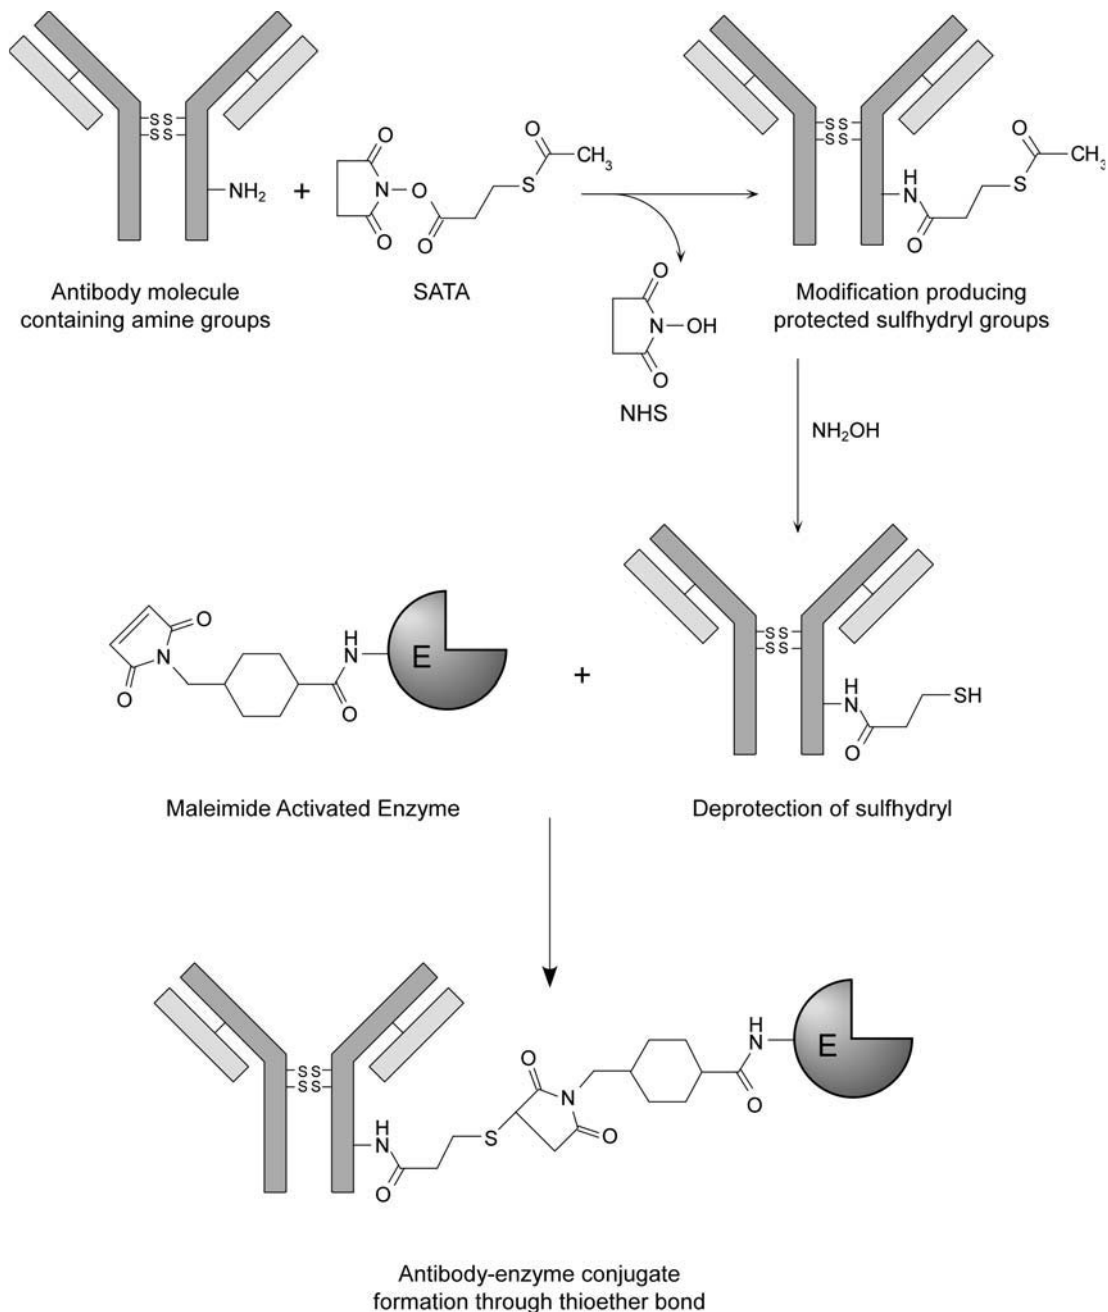 S S
S S
NH2
+
O
N
O
O
O
O
S
CH3
S S
S S
H
N
O
O
S
CH3
Antibody molecule
containing amine groups
SATA
O
N
OH
O
NHS
Modification producing
protected sulfhydryl groups
NH2OH
O
N
O
H
N
O
E
+
S S
S S
H
N
O
SH
Maleimide Activated Enzyme
Deprotection of sulfhydryl
S S
S S
H
N
O
S
O
N
O
H
N
O
E
Antibody-enzyme conjugate
formation through thioether bond